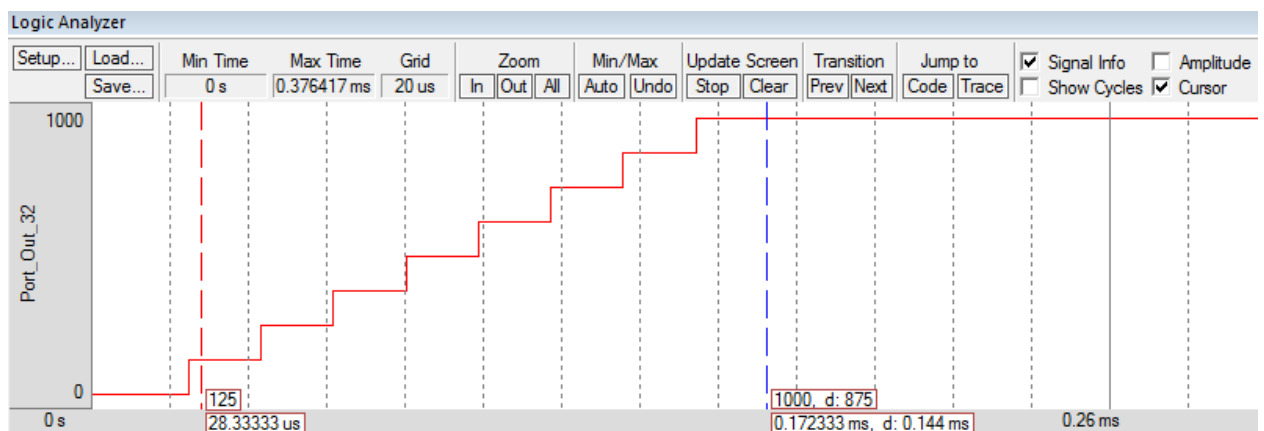 Logic Analyzer
Setup... Load... Min Time Max Time Grid Zoom Min/Max Update Screen Transition Jump to Signal Info Amplitude
Save... 0 s 0.376417 ms 20 us In Out All Auto Undo Stop Clear Prev Next Code Trace Show Cycles Cursor
1000
Port_Out_32
0
125 1000, d: 875
0 s 28.33333 us 0.172333 ms, d: 0.144 ms 0.26 ms